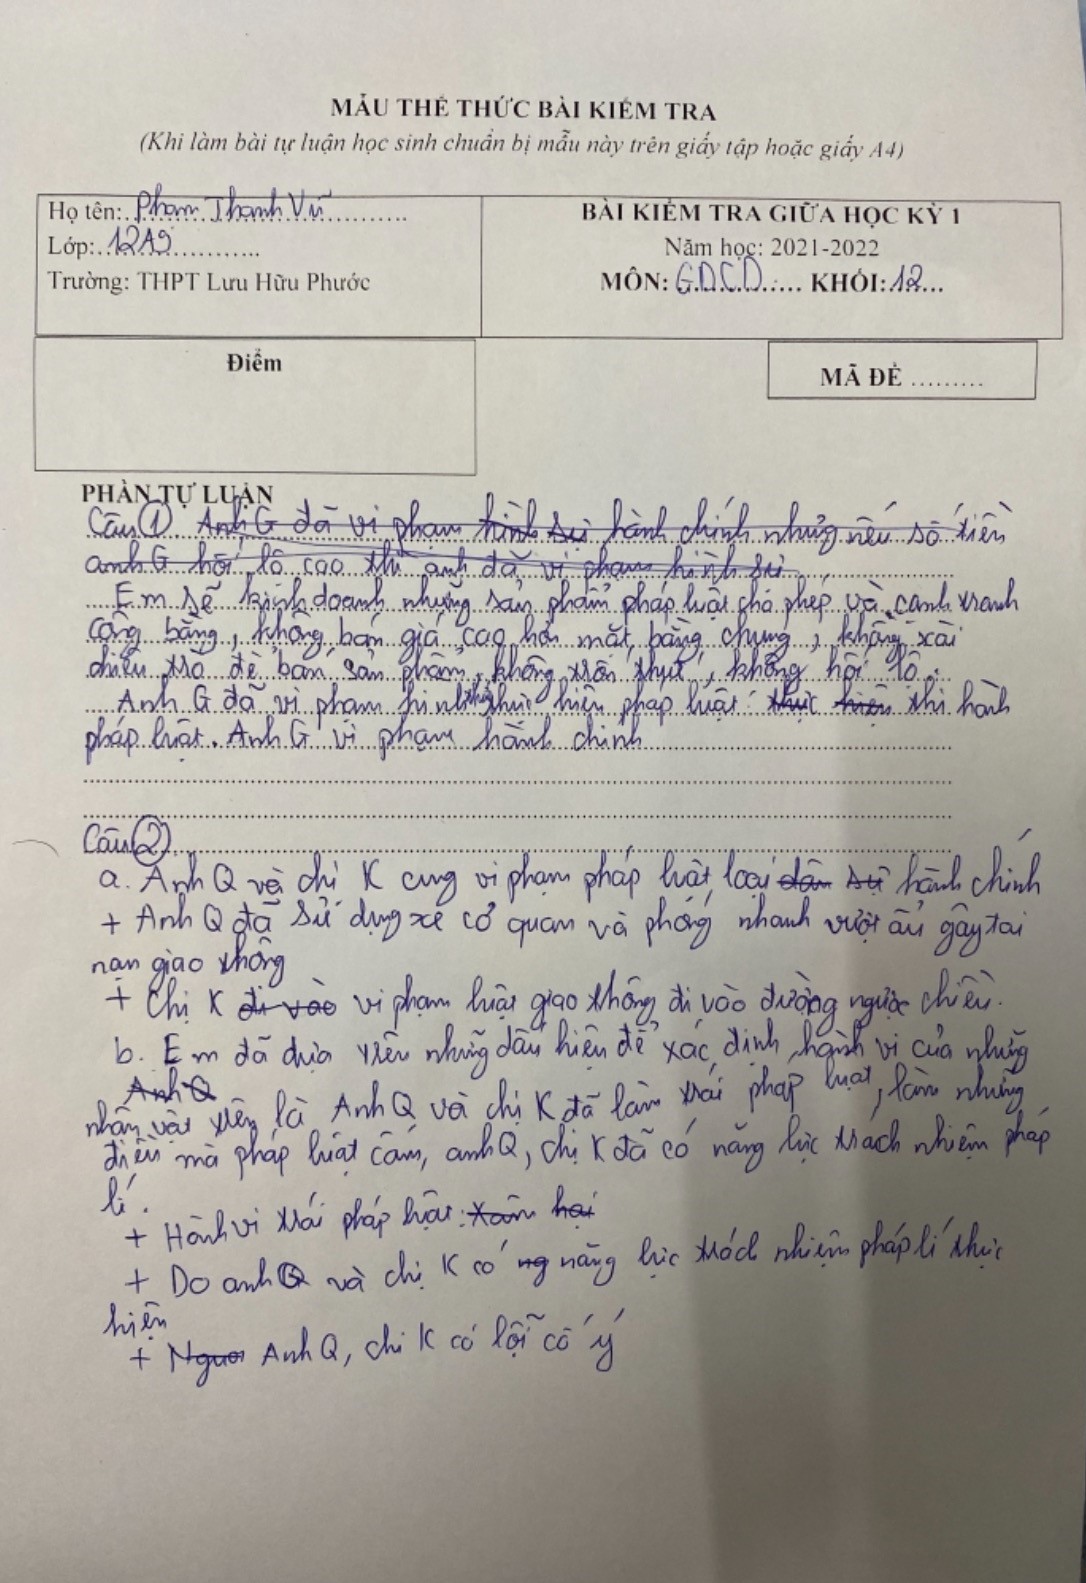 MẪU THỂ THỨC BÀI KIỂM TRA
(Khi làm bài tự luận học sinh chuẩn bị mẫu này trên giấy tập hoặc giấy A4)
Họ tên: Phạm Thanh Vũ
Lớp: 12A9
Trường: THPT Lưu Hữu Phước
BÀI KIỂM TRA GIỮA HỌC KỲ 1
Năm học: 2021-2022
MÔN: GDCD KHỐI: 12
Điểm
MÃ ĐỀ .........
PHẦN TỰ LUẬN
Câu 1 Anh G đã vi phạm hình sự hành chính nhưng nếu số tiền
anh G hối lộ cao thì anh đã vi phạm hình sự
Em sẽ kinh doanh những sản phẩm pháp luật cho phép và cạnh tranh
công bằng, không bán giá cao hơn mặt bằng chung, không xài
chiêu trò để bán sản phẩm, không trốn thuế, không hối lộ.
Anh G đã vi phạm hình thức thực hiện pháp luật: thực hiện thi hành
pháp luật. Anh G vi phạm hành chính
Câu 2
a. Anh Q và chị K cùng vi phạm pháp luật loại dân sự hành chính
+ Anh Q đã sử dụng xe cơ quan và phóng nhanh vượt ẩu gây tai
nạn giao thông
+ Chị K đi vào vi phạm luật giao thông đi vào đường ngược chiều.
b. Em đã dựa trên những dấu hiệu để xác định hành vi của những
Anh Q
nhân vật trên là Anh Q và chị K đã làm trái pháp luật, làm những
điều mà pháp luật cấm, anh Q, chị K đã có năng lực trách nhiệm pháp
lí.
+ Hành vi trái pháp luật: xâm hại
+ Do anh Q và chị K có ng năng lực trách nhiệm pháp lí thực
hiện
+ Ngươ Anh Q, chị K có lỗi cố ý